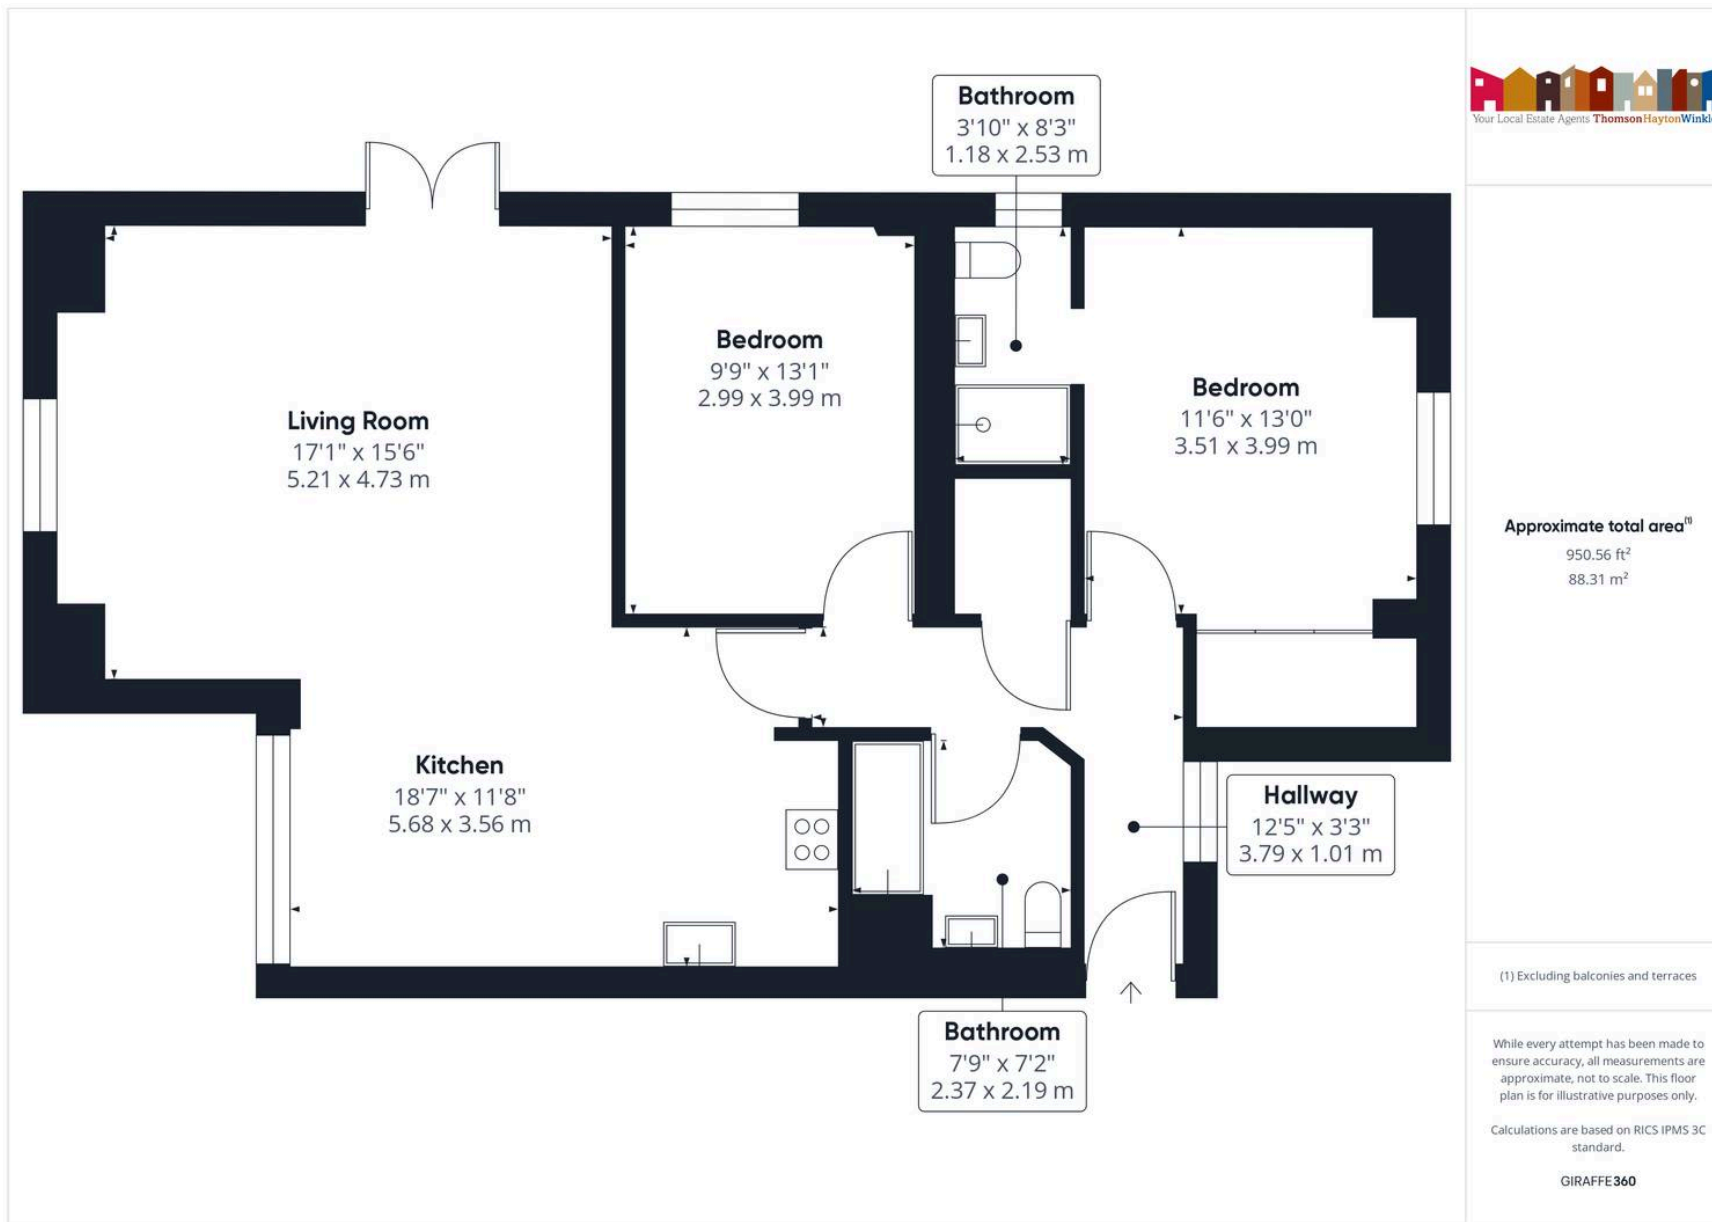 Bathroom
3'10" x 8'3"
1.18 x 2.53 m
Bedroom
9'9" x 13'1"
2.99 x 3.99 m
Bedroom
11'6" x 13'0"
3.51 x 3.99 m
Living Room
17'1" x 15'6"
5.21 x 4.73 m
Kitchen
18'7" x 11'8"
5.68 x 3.56 m
Hallway
12'5" x 3'3"
3.79 x 1.01 m
Bathroom
7'9" x 7'2"
2.37 x 2.19 m
Your Local Estate Agents ThomsonHaytonWinkl
Approximate total area⁽¹⁾
950.56 ft²
88.31 m²
(1) Excluding balconies and terraces
While every attempt has been made to
ensure accuracy, all measurements are
approximate, not to scale. This floor
plan is for illustrative purposes only.
Calculations are based on RICS IPMS 3C
standard.
GIRAFFE360